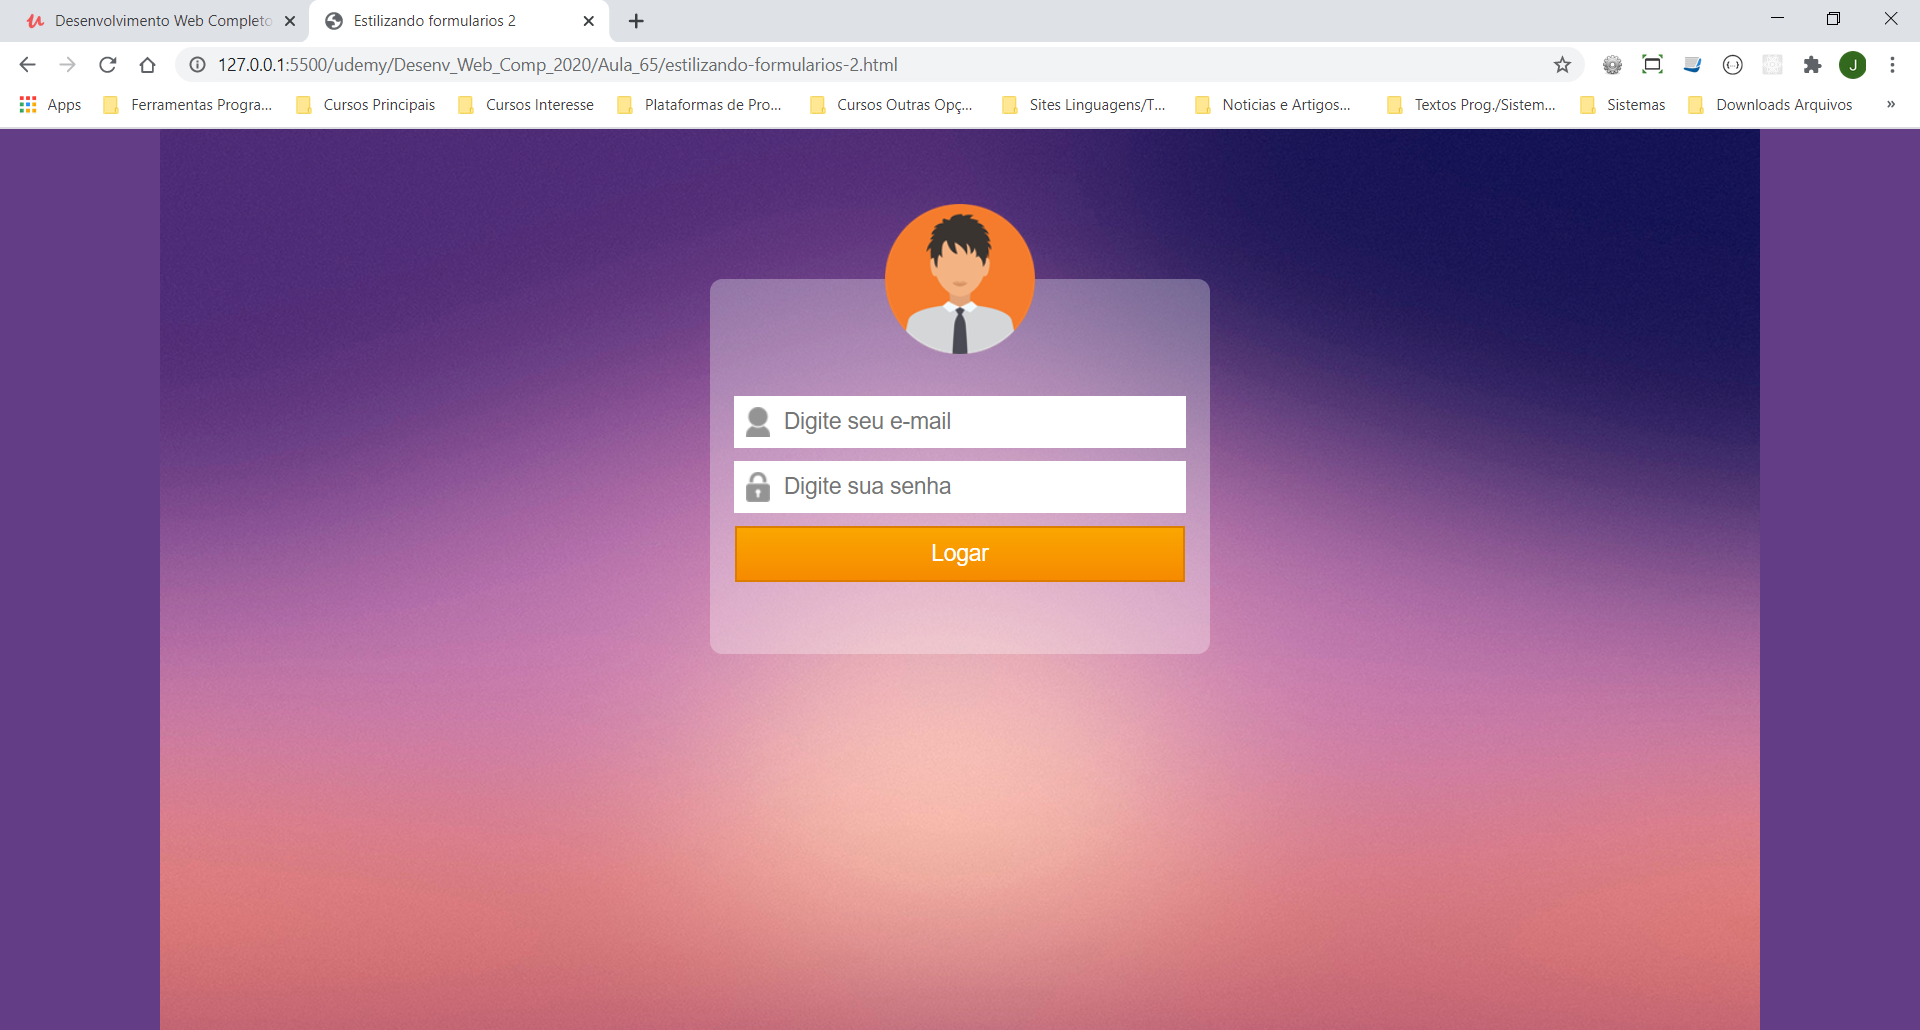 Desenvolvimento Web Completo
Estilizando formularios 2
127.0.0.1:5500/udemy/Desenv_Web_Comp_2020/Aula_65/estilizando-formularios-2.html
J
Apps
Ferramentas Progra...
Cursos Principais
Cursos Interesse
Plataformas de Pro...
Cursos Outras Opç...
Sites Linguagens/T...
Noticias e Artigos...
Textos Prog./Sistem...
Sistemas
Downloads Arquivos
»
Digite seu e-mail
Digite sua senha
Logar